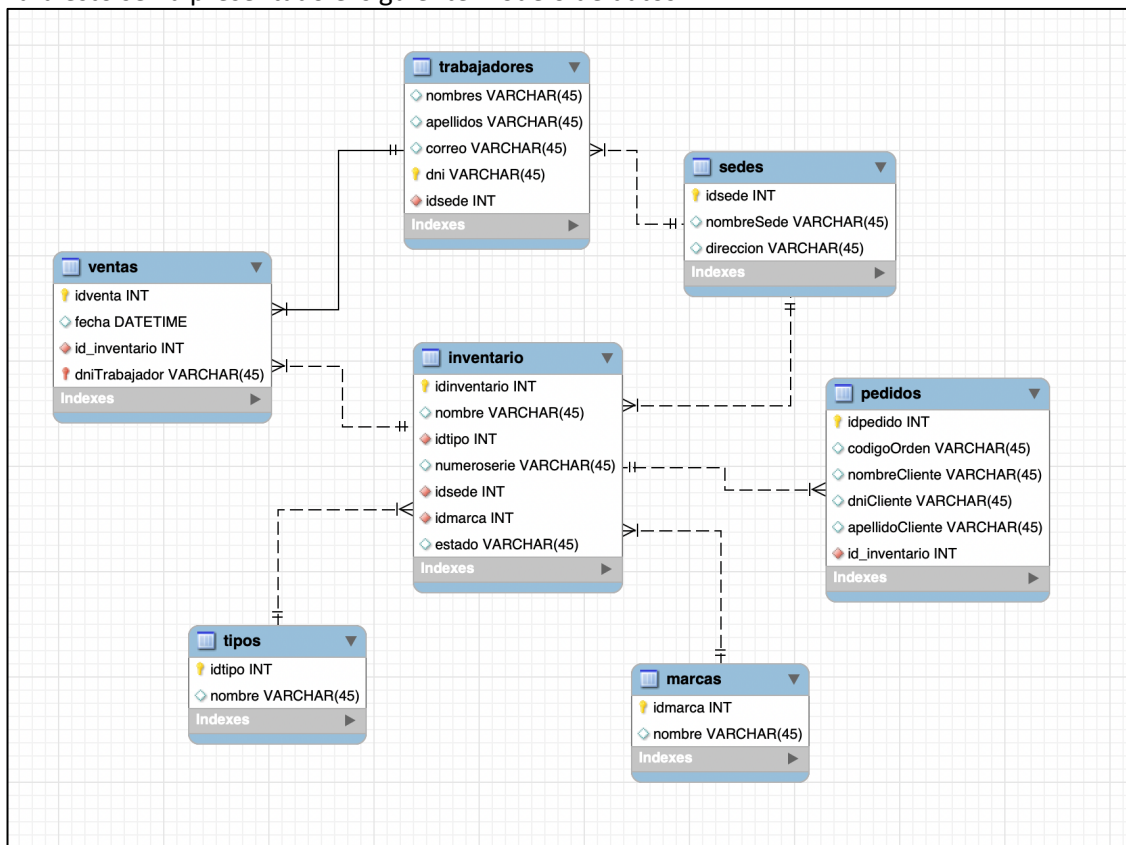 trabajadores
nombres VARCHAR(45)
apellidos VARCHAR(45)
correo VARCHAR(45)
dni VARCHAR(45)
idsede INT
Indexes
sedes
idsede INT
nombreSede VARCHAR(45)
direccion VARCHAR(45)
Indexes
ventas
idventa INT
fecha DATETIME
id_inventario INT
dniTrabajador VARCHAR(45)
Indexes
inventario
idinventario INT
nombre VARCHAR(45)
idtipo INT
numeroserie VARCHAR(45)
idsede INT
idmarca INT
estado VARCHAR(45)
Indexes
pedidos
idpedido INT
codigoOrden VARCHAR(45)
nombreCliente VARCHAR(45)
dniCliente VARCHAR(45)
apellidoCliente VARCHAR(45)
id_inventario INT
Indexes
tipos
idtipo INT
nombre VARCHAR(45)
Indexes
marcas
idmarca INT
nombre VARCHAR(45)
Indexes